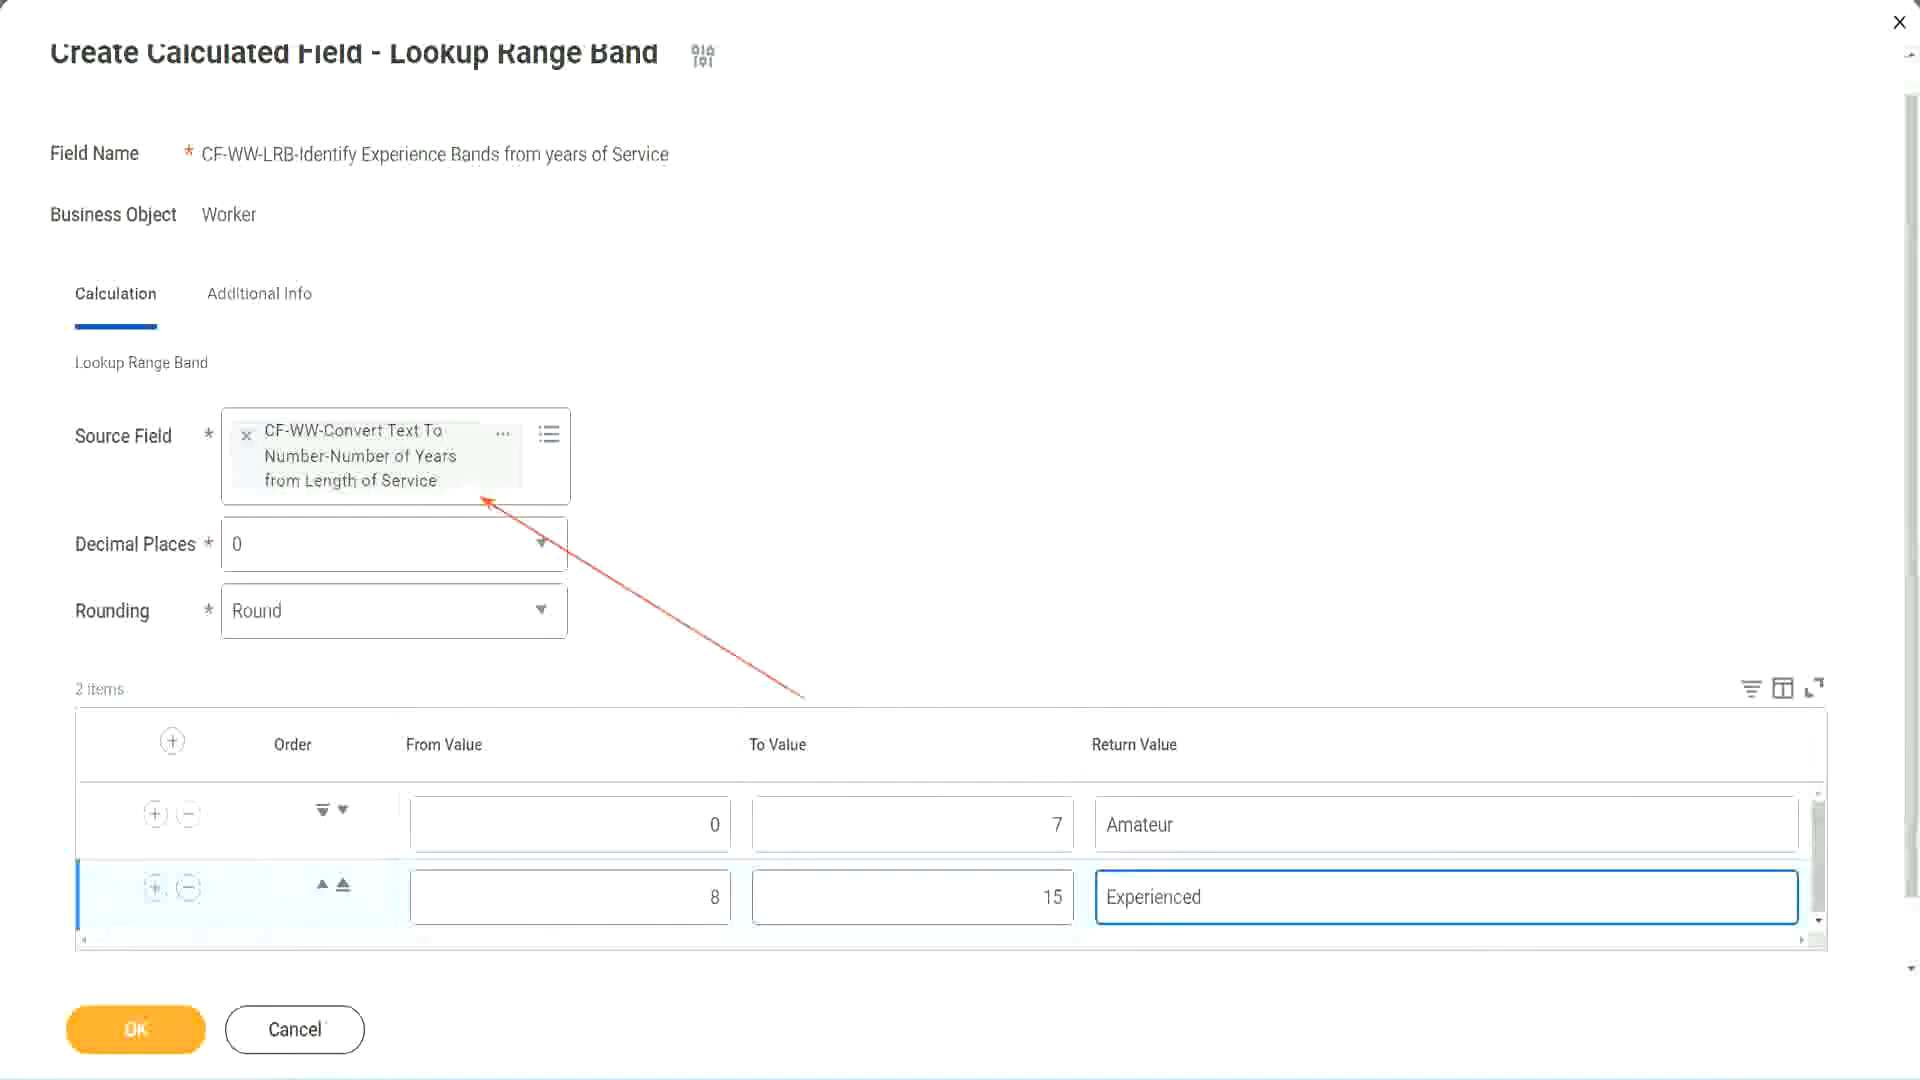 Create Calculated Field - Lookup Range Band
Field Name * CF-WW-LRB-Identify Experience Bands from years of Service
Business Object Worker
Calculation Additional Info
Lookup Range Band
Source Field * CF-WW-Convert Text To
Number-Number of Years
from Length of Service
Decimal Places * 0
Rounding * Round
2 items
Order From Value To Value Return Value
0 7 Amateur
8 15 Experienced
OK Cancel